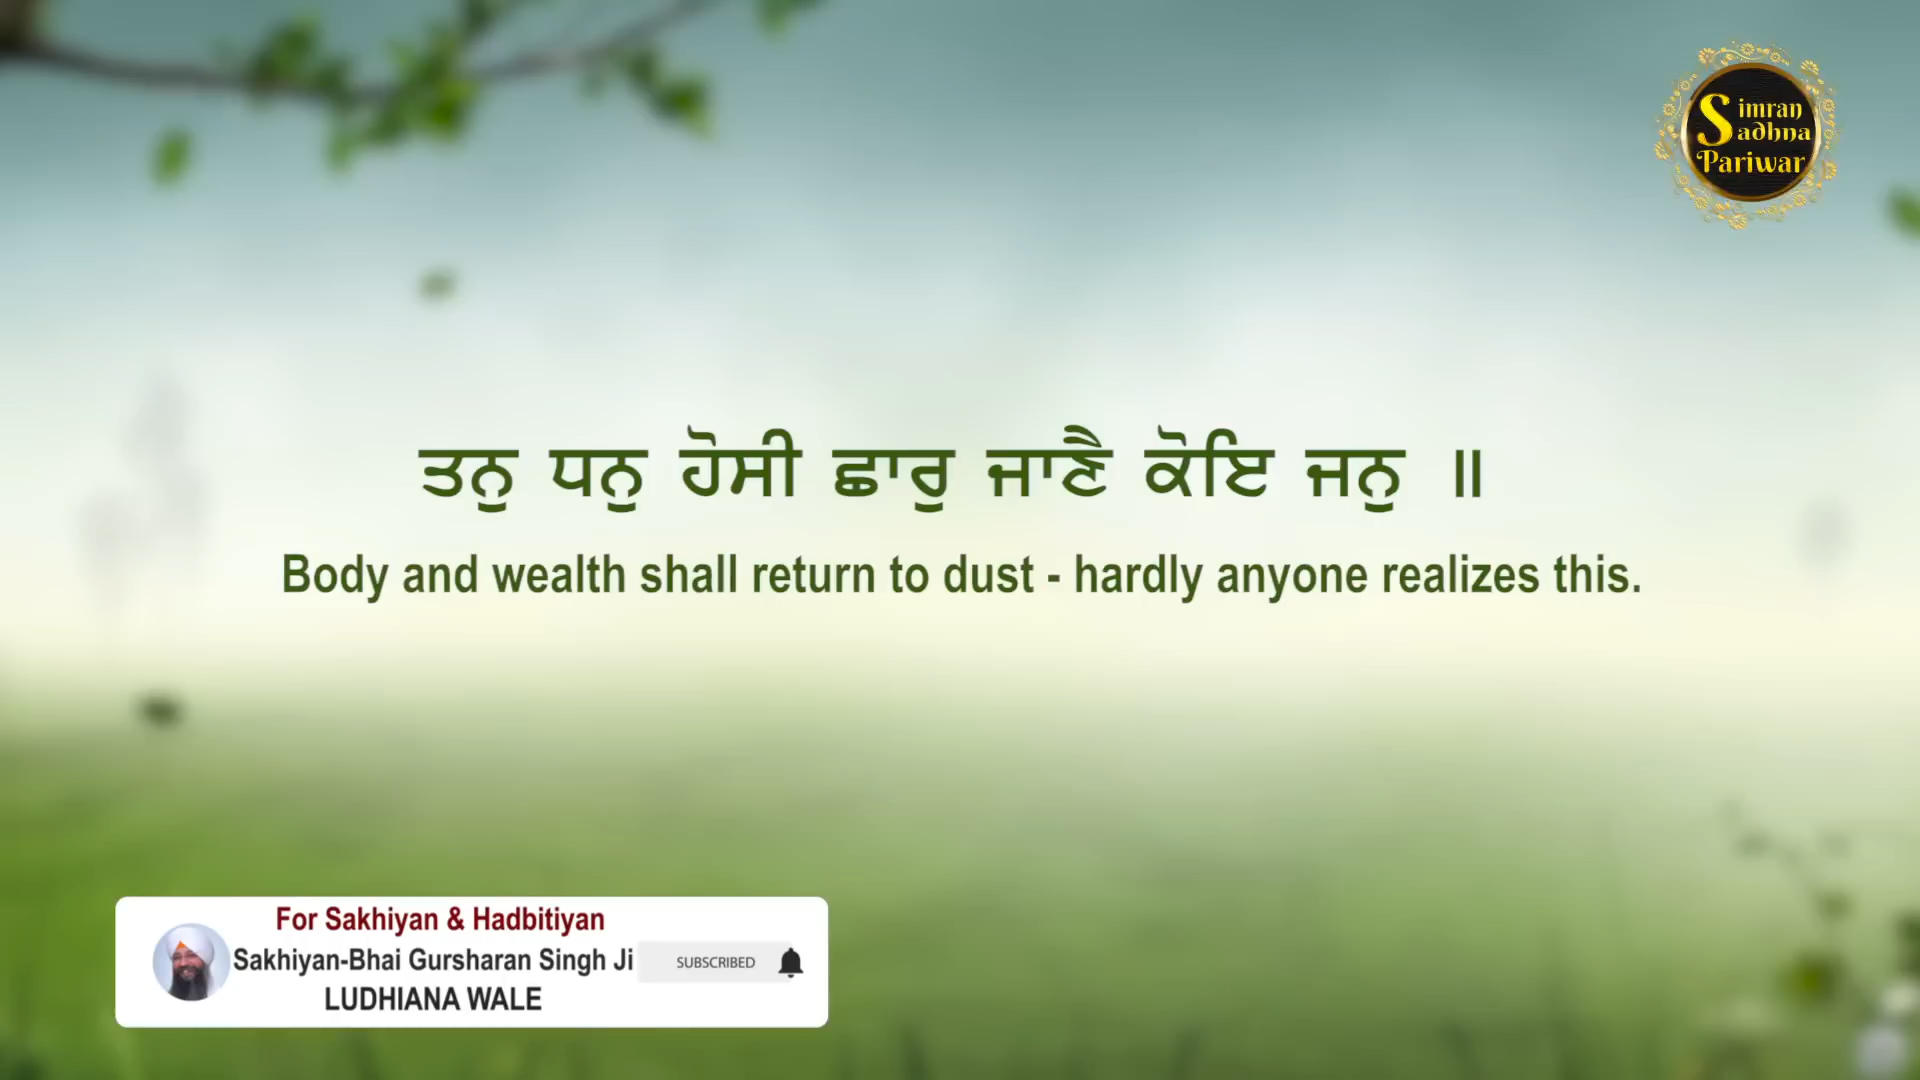 Simran
Sadhna
Pariwar
ਤਨੁ ਧਨੁ ਹੋਸੀ ਛਾਰੁ ਜਾਣੈ ਕੋਇ ਜਨੁ ॥
Body and wealth shall return to dust - hardly anyone realizes this.
For Sakhiyan & Hadbitiyan
Sakhiyan-Bhai Gursharan Singh Ji
SUBSCRIBED
LUDHIANA WALE